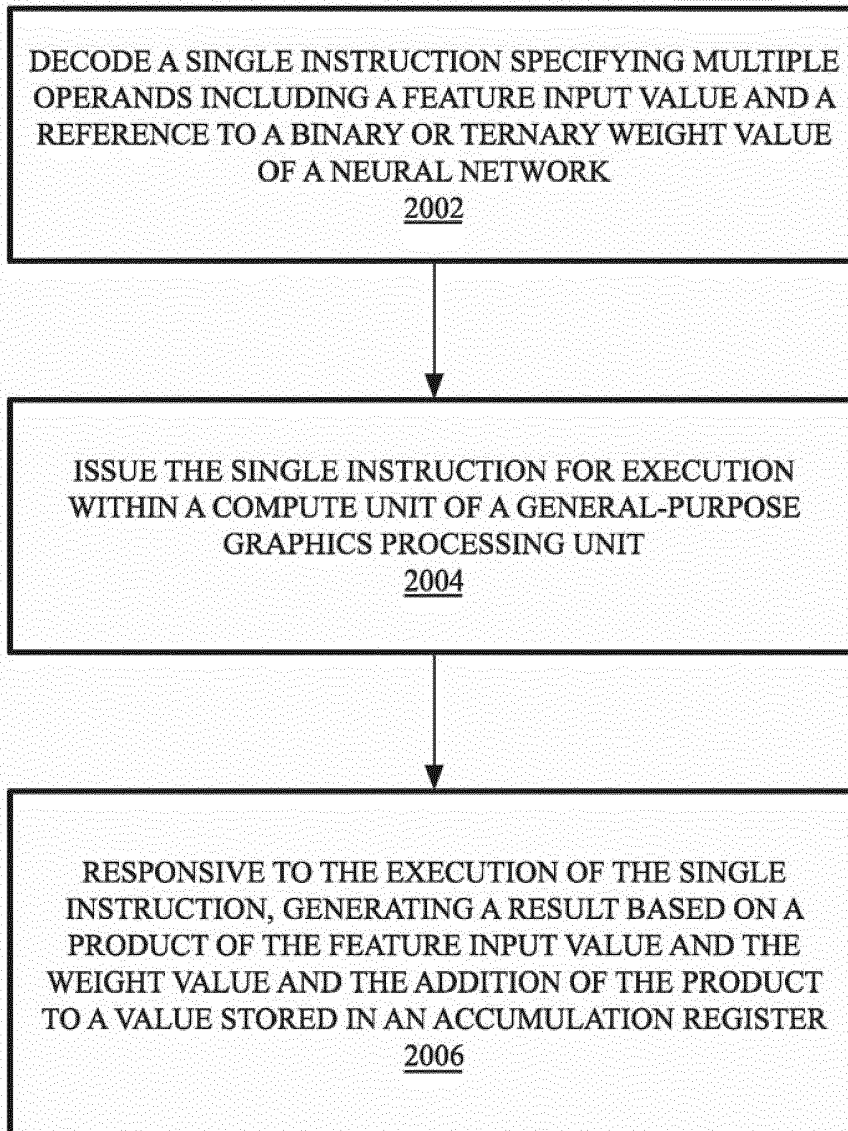 DECODE A SINGLE INSTRUCTION SPECIFYING MULTIPLE
OPERANDS INCLUDING A FEATURE INPUT VALUE AND A
REFERENCE TO A BINARY OR TERNARY WEIGHT VALUE
OF A NEURAL NETWORK
2002
ISSUE THE SINGLE INSTRUCTION FOR EXECUTION
WITHIN A COMPUTE UNIT OF A GENERAL-PURPOSE
GRAPHICS PROCESSING UNIT
2004
RESPONSIVE TO THE EXECUTION OF THE SINGLE
INSTRUCTION, GENERATING A RESULT BASED ON A
PRODUCT OF THE FEATURE INPUT VALUE AND THE
WEIGHT VALUE AND THE ADDITION OF THE PRODUCT
TO A VALUE STORED IN AN ACCUMULATION REGISTER
2006